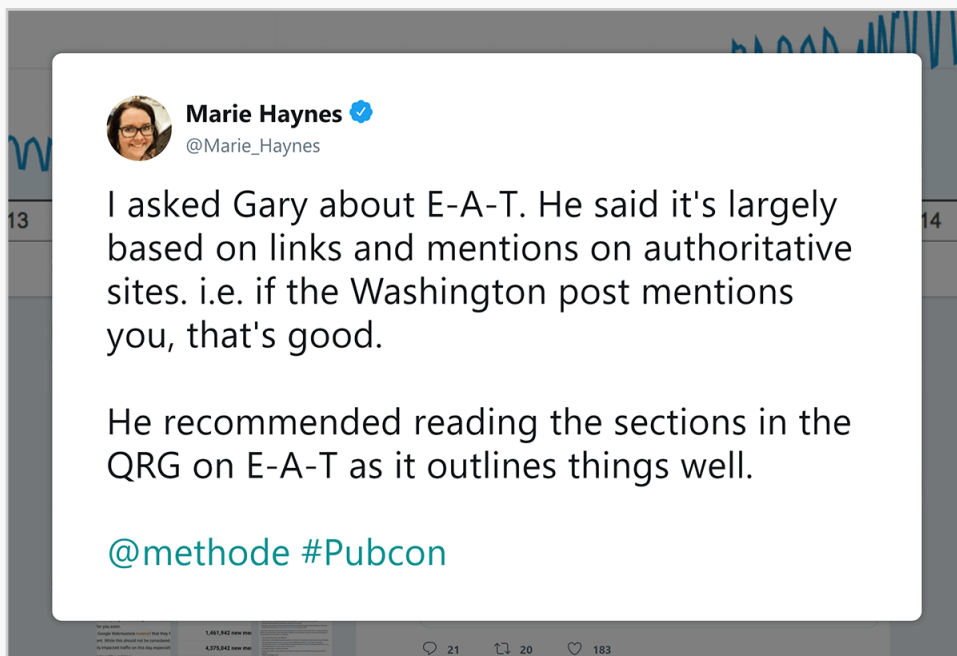 Marie Haynes
@Marie_Haynes
I asked Gary about E-A-T. He said it's largely
based on links and mentions on authoritative
sites. i.e. if the Washington post mentions
you, that's good.
He recommended reading the sections in the
QRG on E-A-T as it outlines things well.
@methode #Pubcon
13
14
1,461,942 new
4,375,842 new
21 20 183